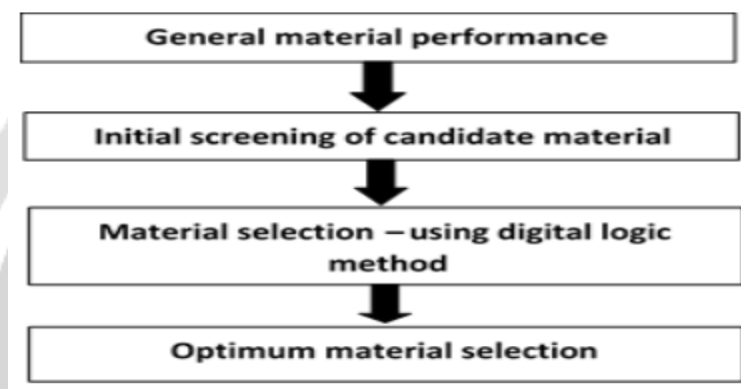 General material performance
Initial screening of candidate material
Material selection – using digital logic
method
Optimum material selection